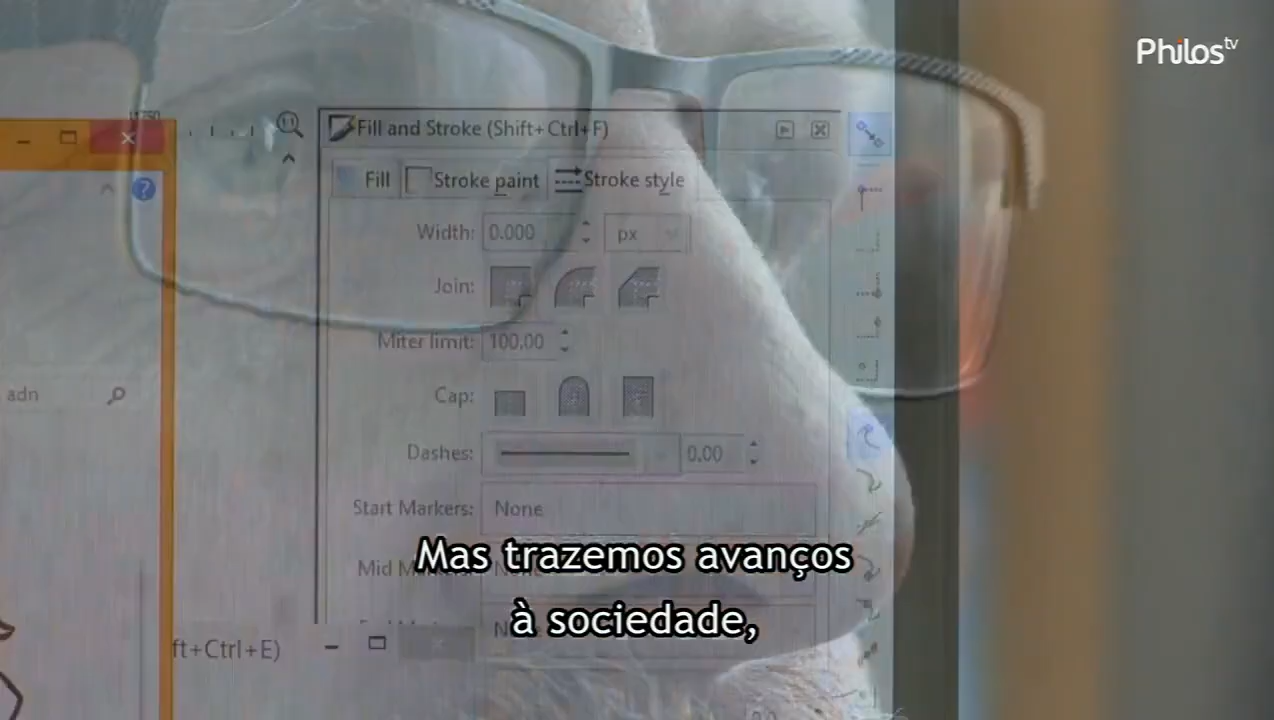 Philos tv
Fill and Stroke (Shift+Ctrl+F)
Fill
Stroke paint
Stroke style
Width:
0.000
px
Join:
Miter limit:
100,00
adn
Cap:
Dashes:
0.00
Start Markers:
None
Mas trazemos avanços
Mid
à sociedade,
ft+Ctrl+E)